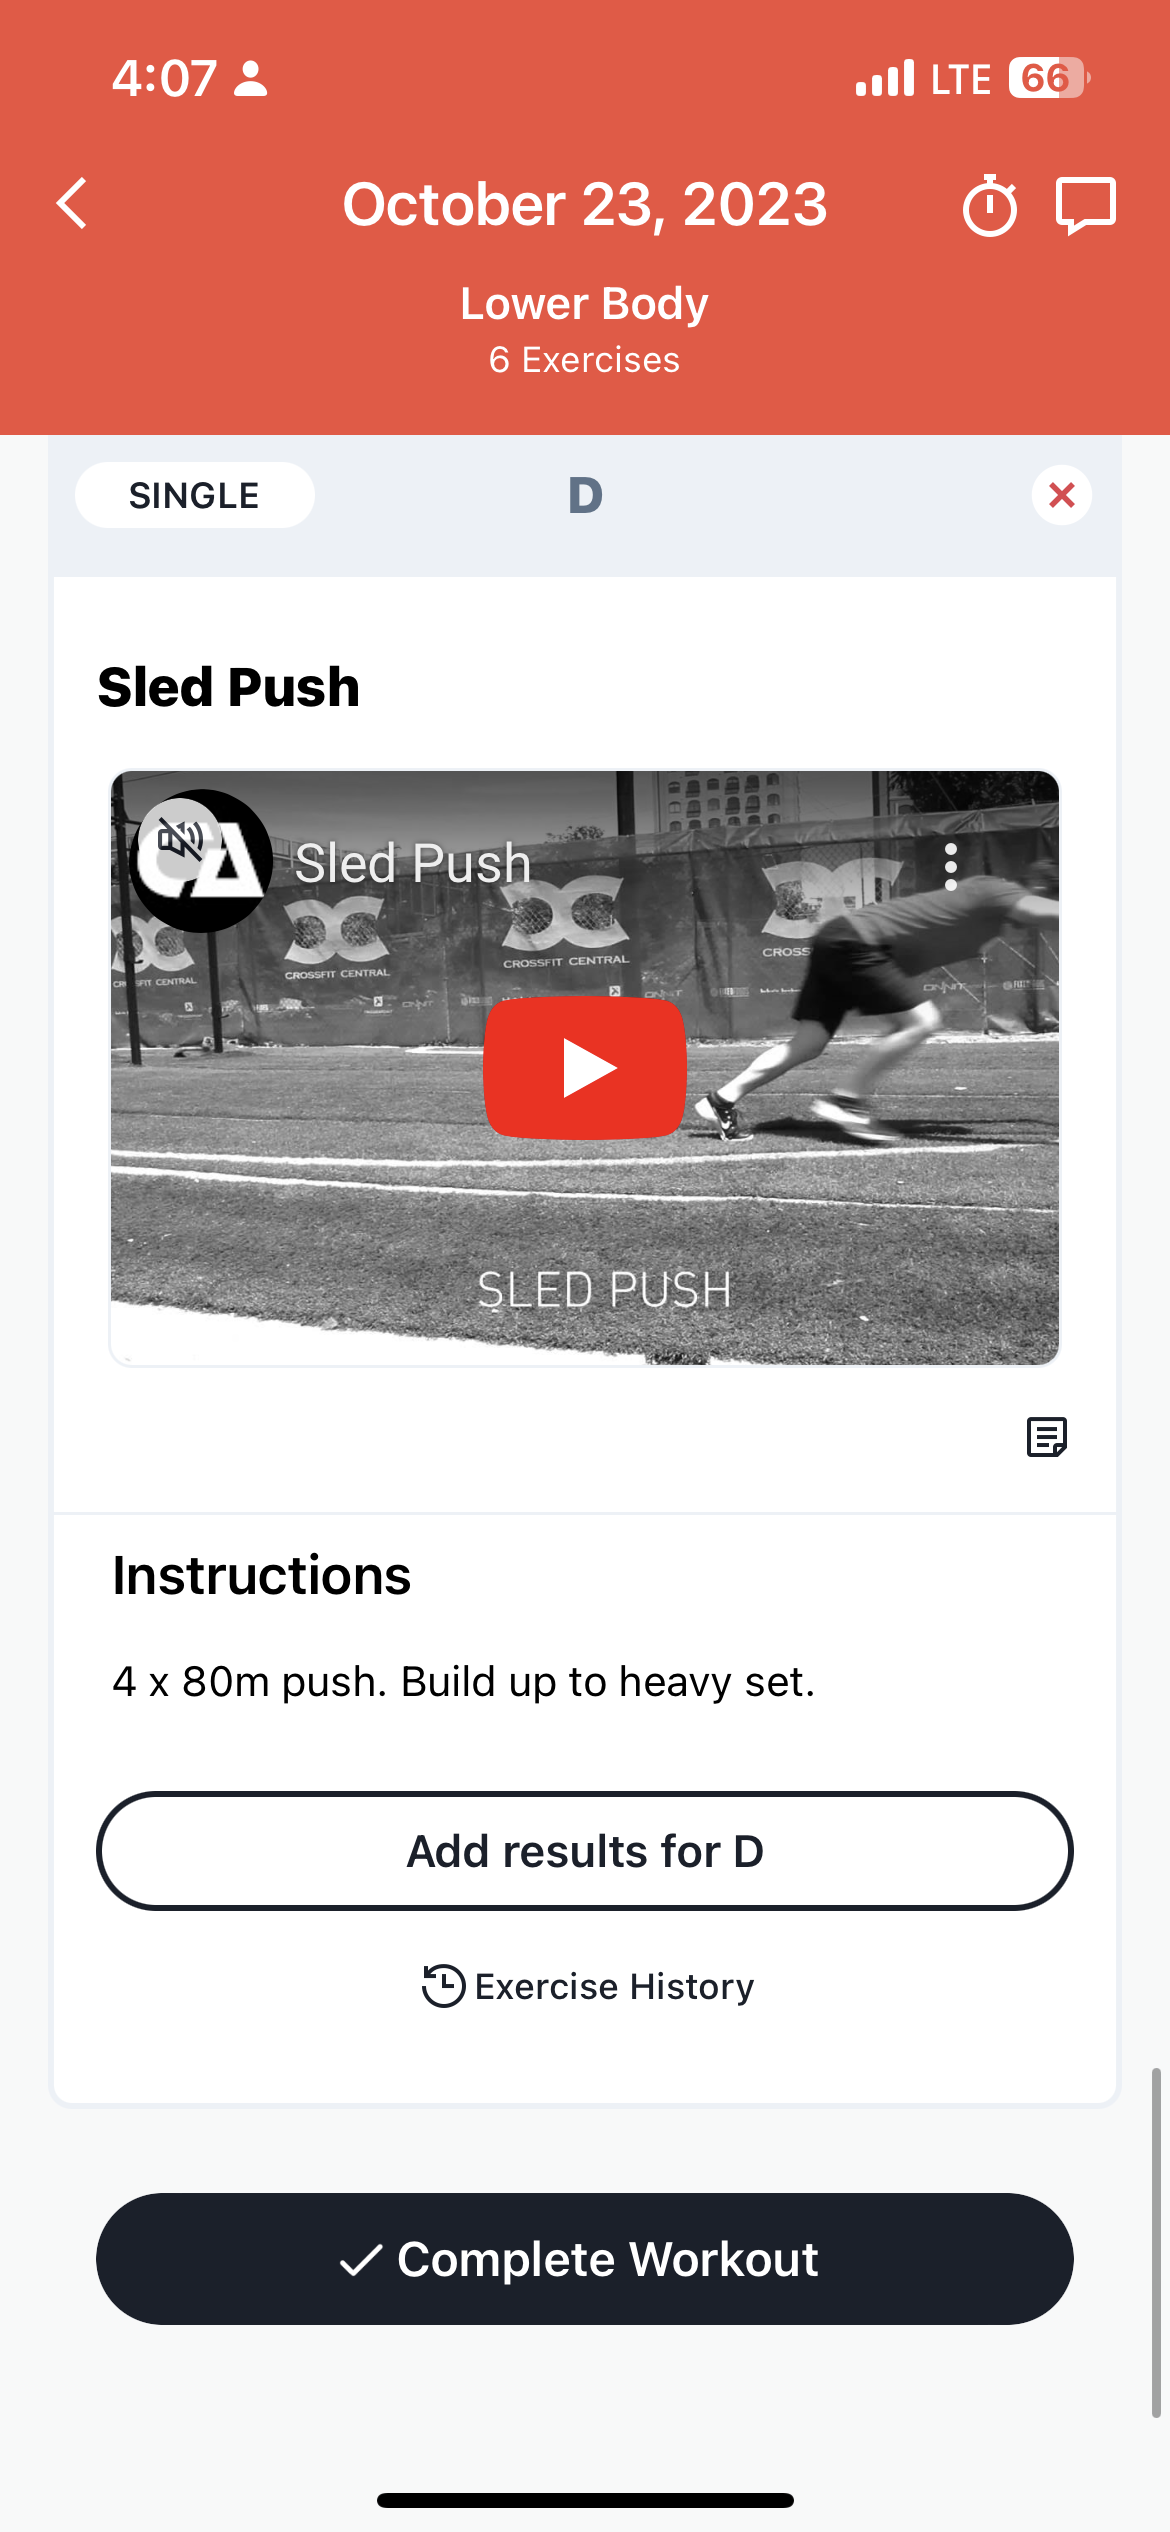 4:07
LTE 66
October 23, 2023
Lower Body
6 Exercises
SINGLE
D
Sled Push
CA
Sled Push
CROSSFIT CENTRAL
CROSSFIT CENTRAL
CROSSFIT CENTRAL
CROSS
SLED PUSH
Instructions
4 x 80m push. Build up to heavy set.
Add results for D
Exercise History
Complete Workout